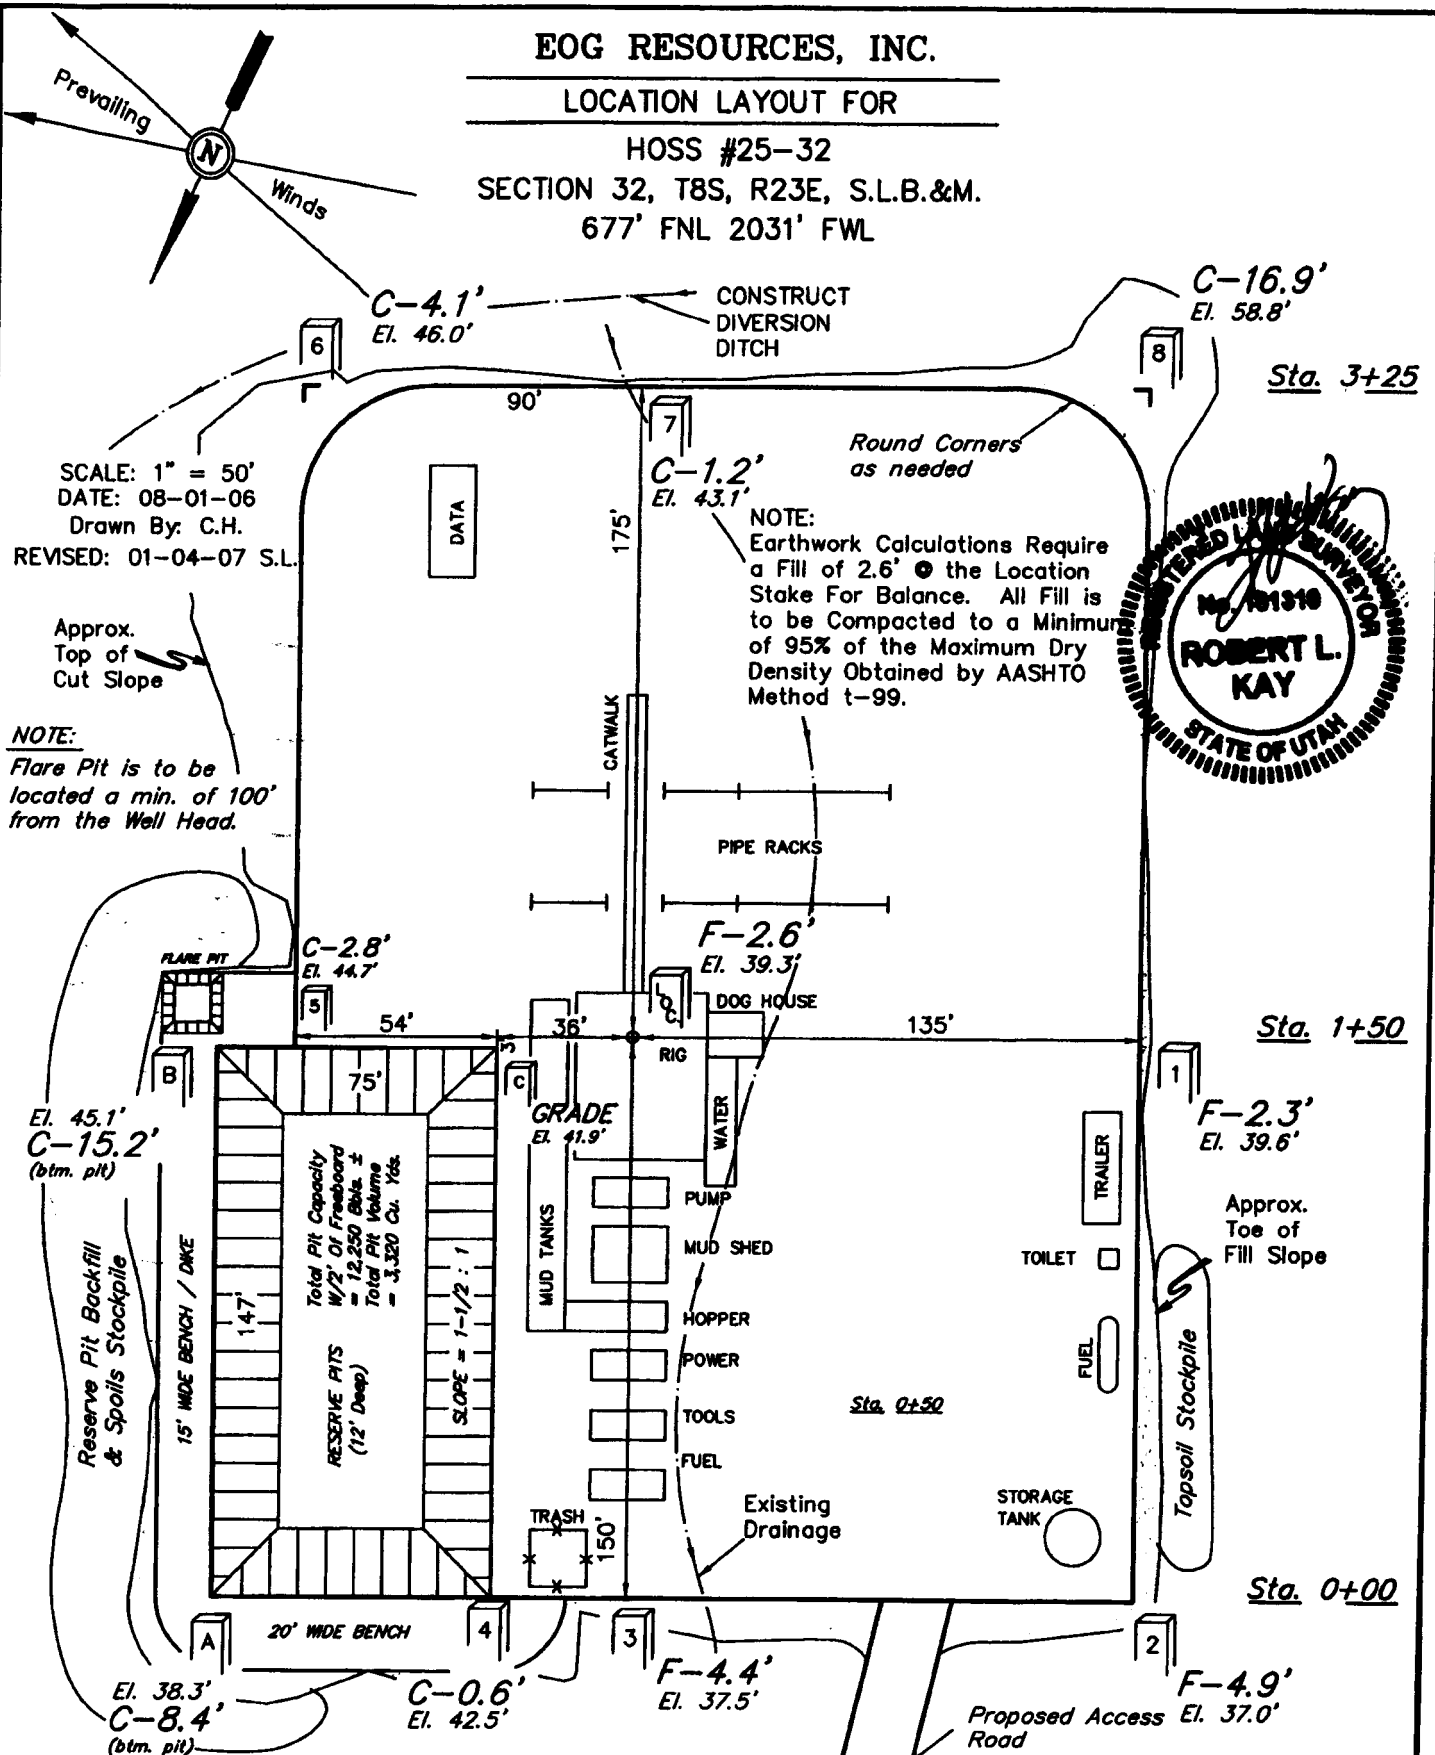 EOG RESOURCES, INC.
LOCATION LAYOUT FOR
HOSS #25-32
SECTION 32, T8S, R23E, S.L.B.&M.
677' FNL 2031' FWL
Prevailing
N
Winds
C-4.1'
El. 46.0'
CONSTRUCT
DIVERSION
DITCH
C-16.9'
El. 58.8'
6
8
Sta. 3+25
90'
7
C-1.2'
El. 43.1'
Round Corners
as needed
SCALE: 1" = 50'
DATE: 08-01-06
Drawn By: C.H.
REVISED: 01-04-07 S.L.
DATA
175'
NOTE:
Earthwork Calculations Require
a Fill of 2.6' @ the Location
Stake For Balance. All Fill is
to be Compacted to a Minimum
of 95% of the Maximum Dry
Density Obtained by AASHTO
Method t-99.
REGISTERED LAND SURVEYOR
No. 161319
ROBERT L.
KAY
STATE OF UTAH
Approx.
Top of
Cut Slope
NOTE:
Flare Pit is to be
located a min. of 100'
from the Well Head.
CATWALK
PIPE RACKS
F-2.6'
El. 39.3'
C-2.8'
El. 44.7'
FLARE PIT
5
LOC.
DOG HOUSE
54'
36'
135'
Sta. 1+50
3'
RIG
B
75'
C
1
GRADE
El. 41.9'
WATER
F-2.3'
El. 39.6'
El. 45.1'
C-15.2'
(btm. pit)
TRAILER
Total Pit Capacity
W/2' Of Freeboard
= 12,250 Bbls. ±
Total Pit Volume
= 3,320 Cu. Yds.
RESERVE PITS
(12' Deep)
SLOPE = 1-1/2 : 1
147'
15' WIDE BENCH / DIKE
Reserve Pit Backfill
& Spoils Stockpile
MUD TANKS
PUMP
MUD SHED
HOPPER
POWER
TOOLS
FUEL
TRASH
150'
TOILET
FUEL
Approx.
Toe of
Fill Slope
Topsoil Stockpile
Sta. 0+50
Existing
Drainage
STORAGE
TANK
Sta. 0+00
A
20' WIDE BENCH
4
3
2
El. 38.3'
C-8.4'
(btm. pit)
C-0.6'
El. 42.5'
F-4.4'
El. 37.5'
F-4.9'
El. 37.0'
Proposed Access
Road